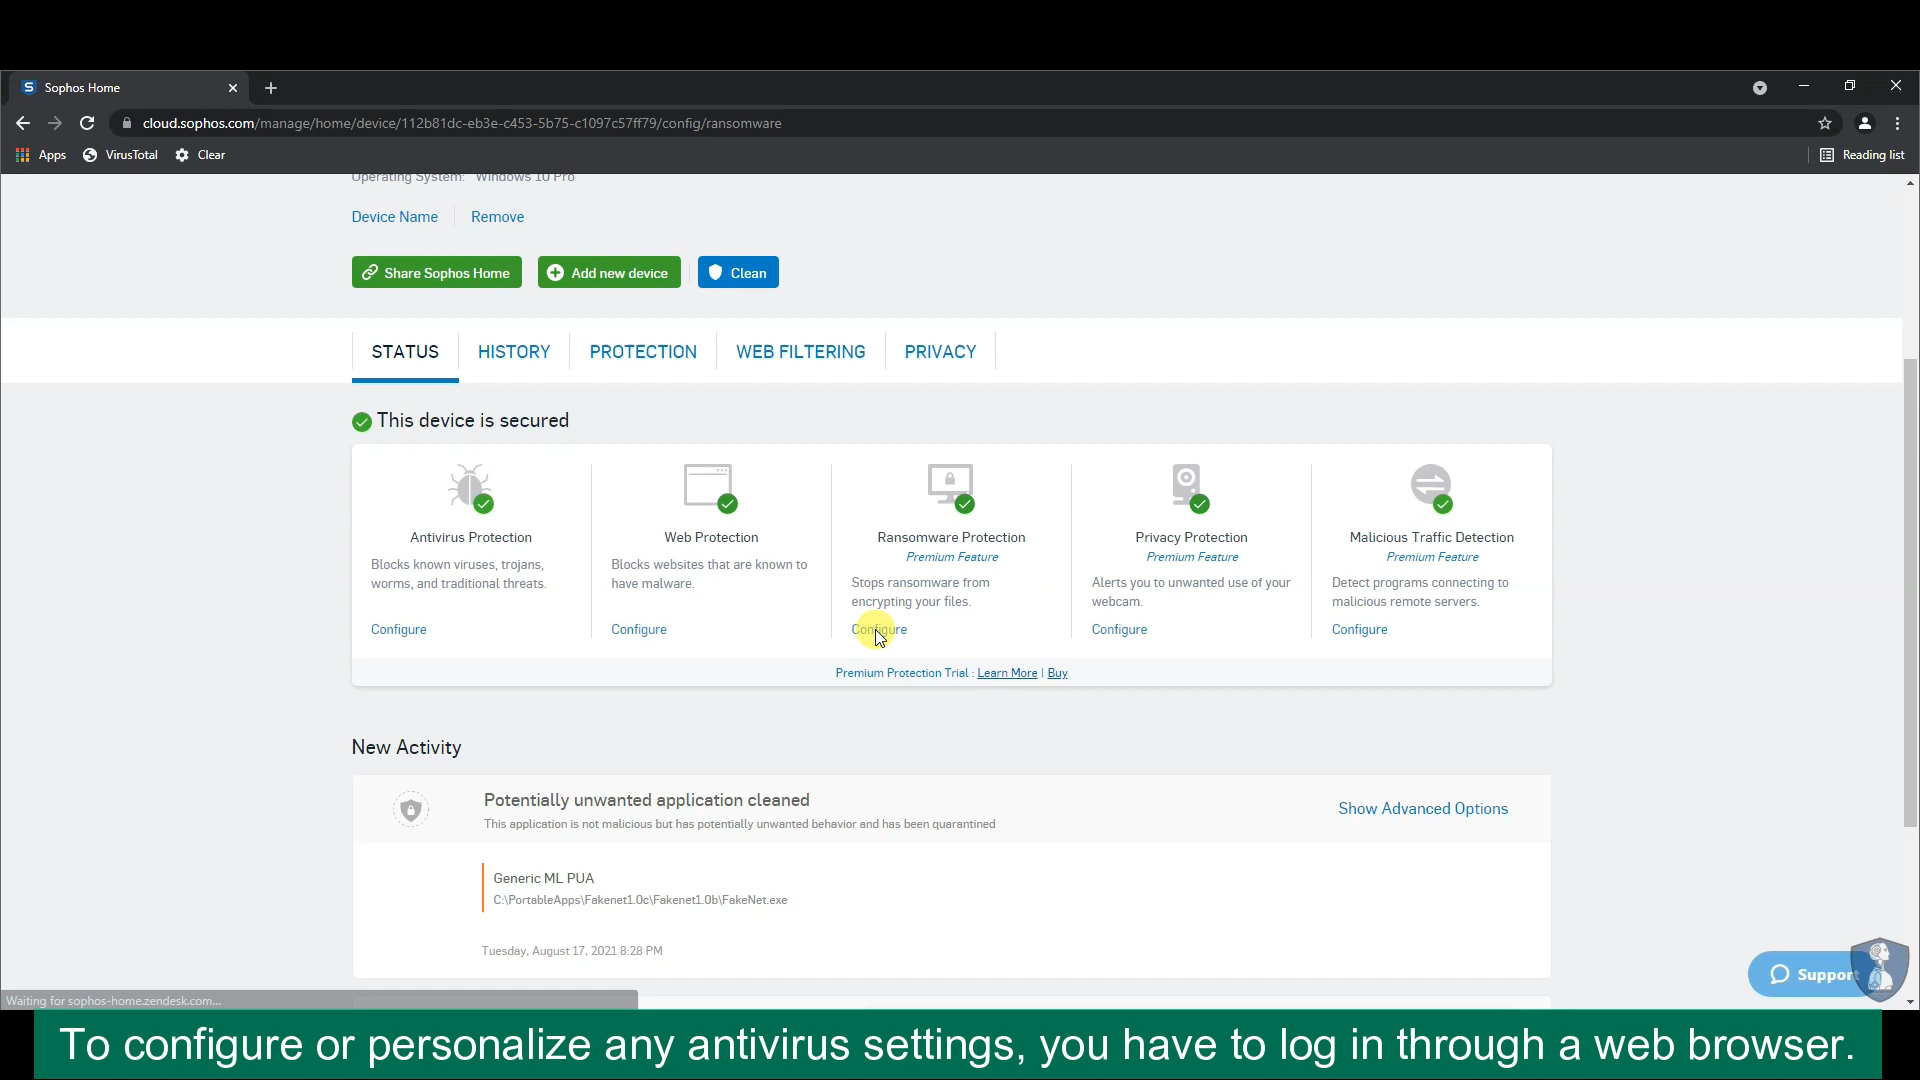 Sophos Home
cloud.sophos.com/manage/home/device/112b81dc-eb3e-c453-5b75-c1097c57ff79/config/ransomware
Apps VirusTotal Clear Reading list
Operating System: Windows 10 Pro
Device Name Remove
Share Sophos Home Add new device Clean
STATUS HISTORY PROTECTION WEB FILTERING PRIVACY
This device is secured
Antivirus Protection
Blocks known viruses, trojans,
worms, and traditional threats.
Configure
Web Protection
Blocks websites that are known to
have malware.
Configure
Ransomware Protection
Premium Feature
Stops ransomware from
encrypting your files.
Configure
Privacy Protection
Premium Feature
Alerts you to unwanted use of your
webcam.
Configure
Malicious Traffic Detection
Premium Feature
Detect programs connecting to
malicious remote servers.
Configure
Premium Protection Trial : Learn More | Buy
New Activity
Potentially unwanted application cleaned
This application is not malicious but has potentially unwanted behavior and has been quarantined
Show Advanced Options
Generic ML PUA
C:\PortableApps\Fakenet1.0c\Fakenet1.0b\FakeNet.exe
Tuesday, August 17, 2021 8:28 PM
Support
Waiting for sophos-home.zendesk.com...
To configure or personalize any antivirus settings, you have to log in through a web browser.